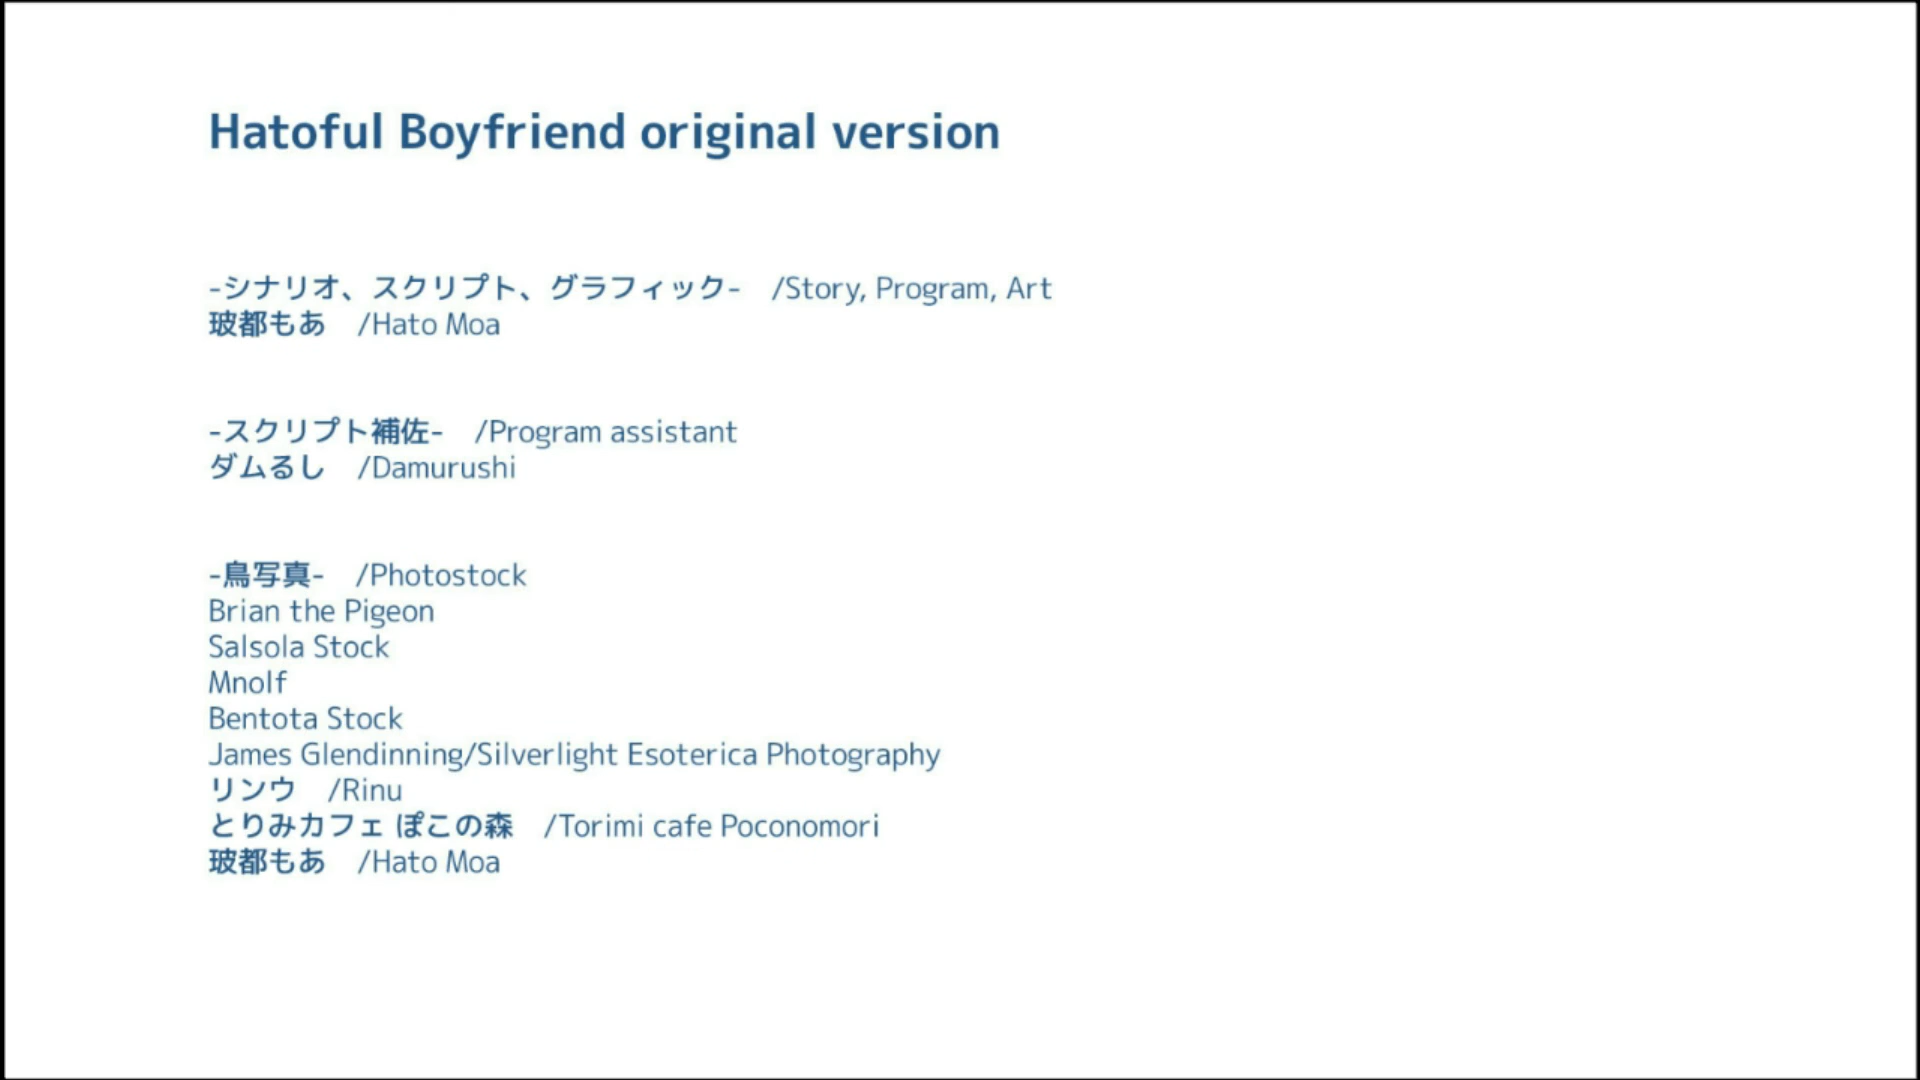 Hatoful Boyfriend original version
-シナリオ、スクリプト、グラフィック-　/Story, Program, Art
玻都もあ　/Hato Moa
-スクリプト補佐-　/Program assistant
ダムるし　/Damurushi
-鳥写真-　/Photostock
Brian the Pigeon
Salsola Stock
Mnolf
Bentota Stock
James Glendinning/Silverlight Esoterica Photography
リンウ　/Rinu
とりみカフェ ぽこの森　/Torimi cafe Poconomori
玻都もあ　/Hato Moa